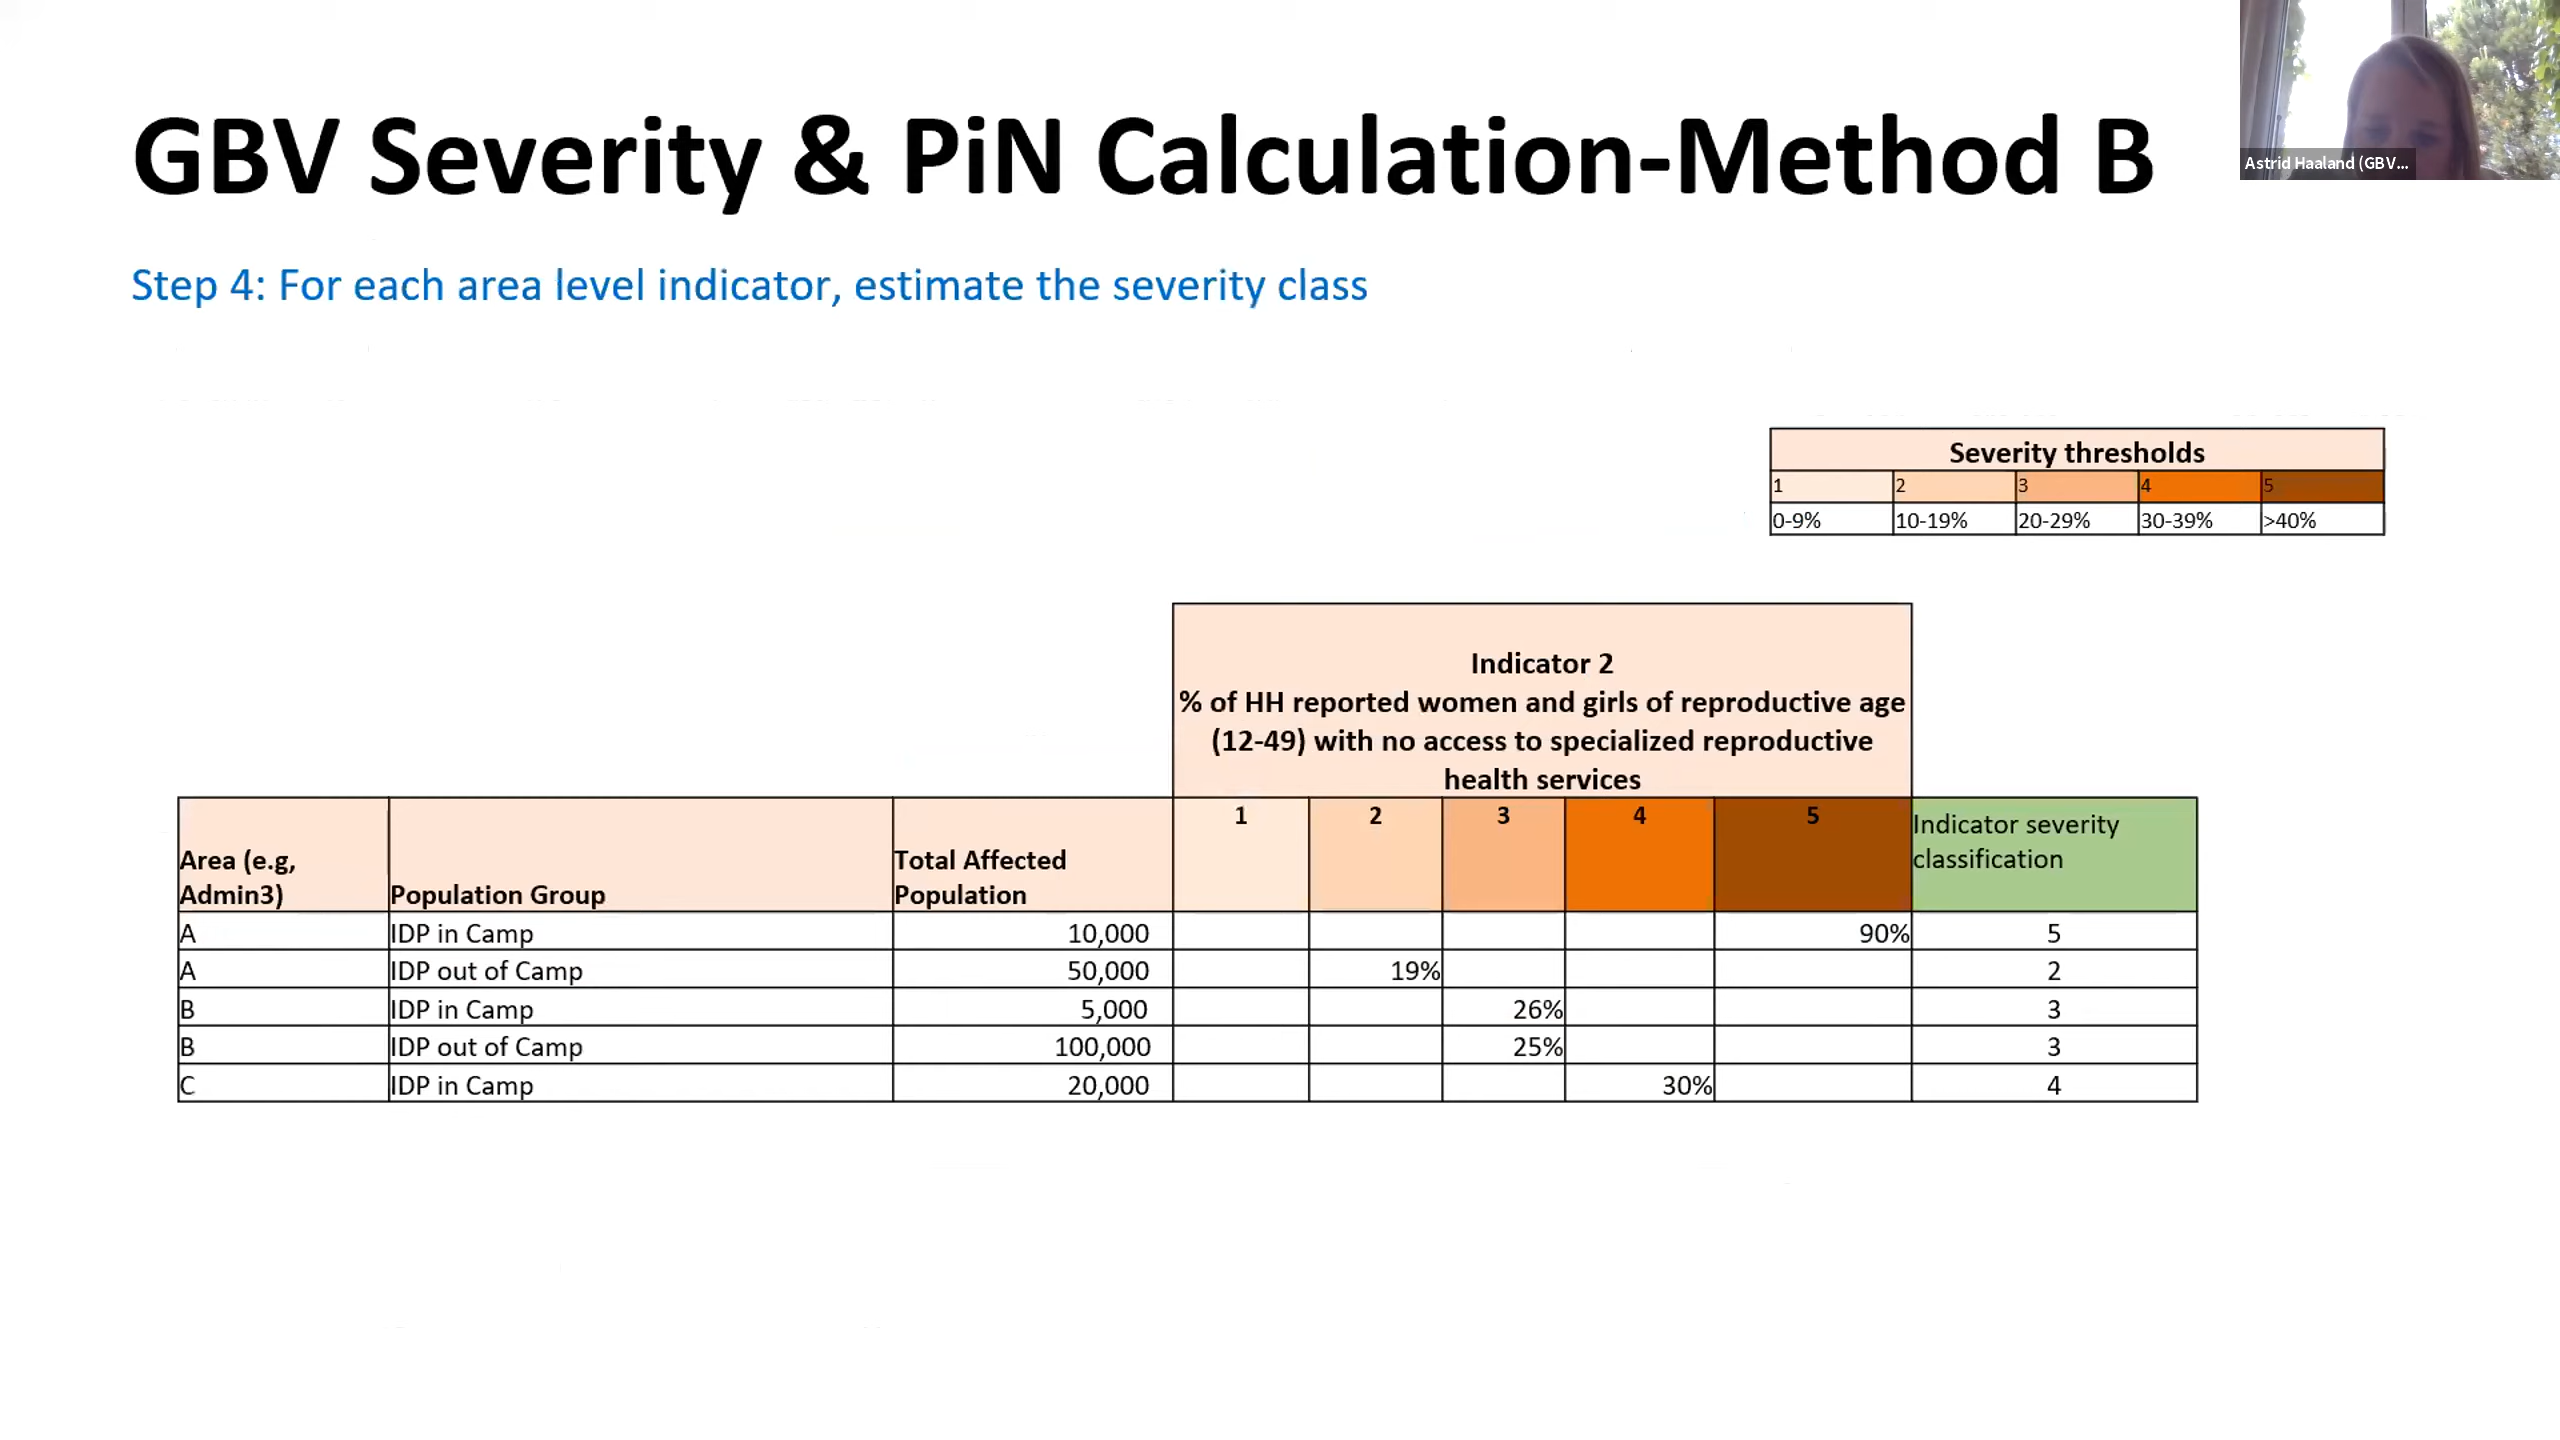 GBV Severity & PiN Calculation-Method B
Astrid Haaland (GBV...
Step 4: For each area level indicator, estimate the severity class
Severity thresholds
1 2 3 4 5
0-9% 10-19% 20-29% 30-39% >40%
Indicator 2
% of HH reported women and girls of reproductive age
(12-49) with no access to specialized reproductive
health services
Area (e.g,
Admin3)
Population Group
Total Affected
Population
1 2 3 4 5
Indicator severity
classification
A IDP in Camp 10,000 90% 5
A IDP out of Camp 50,000 19% 2
B IDP in Camp 5,000 26% 3
B IDP out of Camp 100,000 25% 3
C IDP in Camp 20,000 30% 4